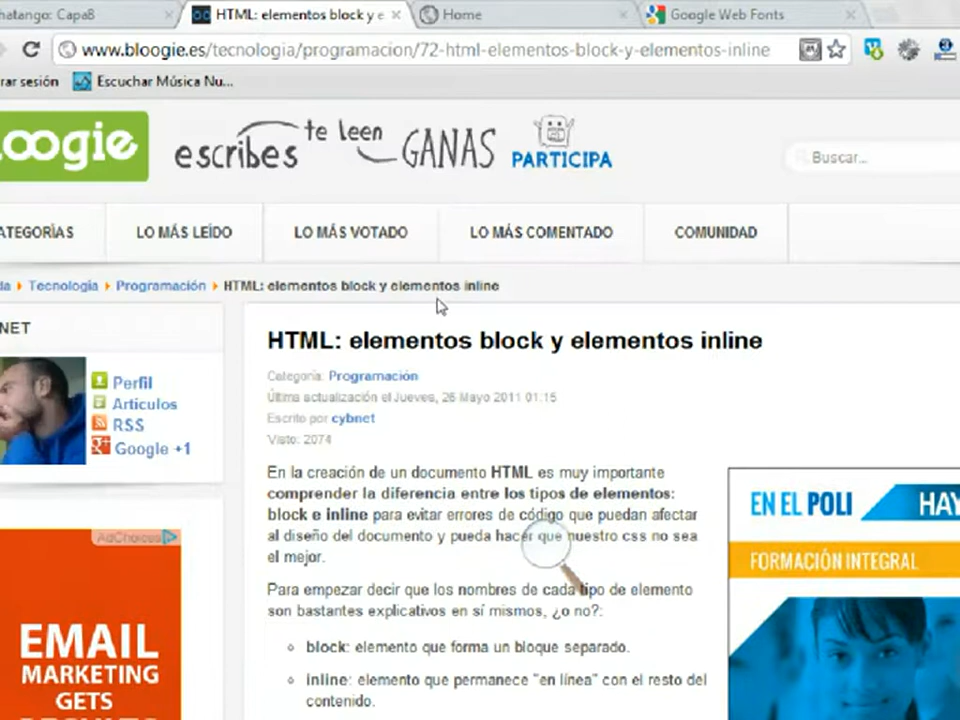 hatango: Capa8
HTML: elementos block y e
Home
Google Web Fonts
www.bloogie.es/tecnologia/programacion/72-html-elementos-block-y-elementos-inline
rar sesión
Escuchar Música Nu...
oogie
escribes te leen GANAS
PARTICIPA
Buscar...
ATEGORÍAS
LO MÁS LEÍDO
LO MÁS VOTADO
LO MÁS COMENTADO
COMUNIDAD
da
Tecnología
Programación
HTML: elementos block y elementos inline
NET
Perfil
Artículos
RSS
Google +1
HTML: elementos block y elementos inline
Categoría: Programación
Última actualización el Jueves, 26 Mayo 2011 01:15
Escrito por cybnet
Visto: 2074
En la creación de un documento HTML es muy importante
comprender la diferencia entre los tipos de elementos:
block e inline para evitar errores de código que puedan afectar
al diseño del documento y pueda hacer que nuestro css no sea
el mejor.
Para empezar decir que los nombres de cada tipo de elemento
son bastantes explicativos en sí mismos, ¿o no?:
block: elemento que forma un bloque separado.
inline: elemento que permanece "en línea" con el resto del
contenido.
AdChoices
EMAIL
MARKETING
GETS
EN EL POLI
HAY
FORMACIÓN INTEGRAL